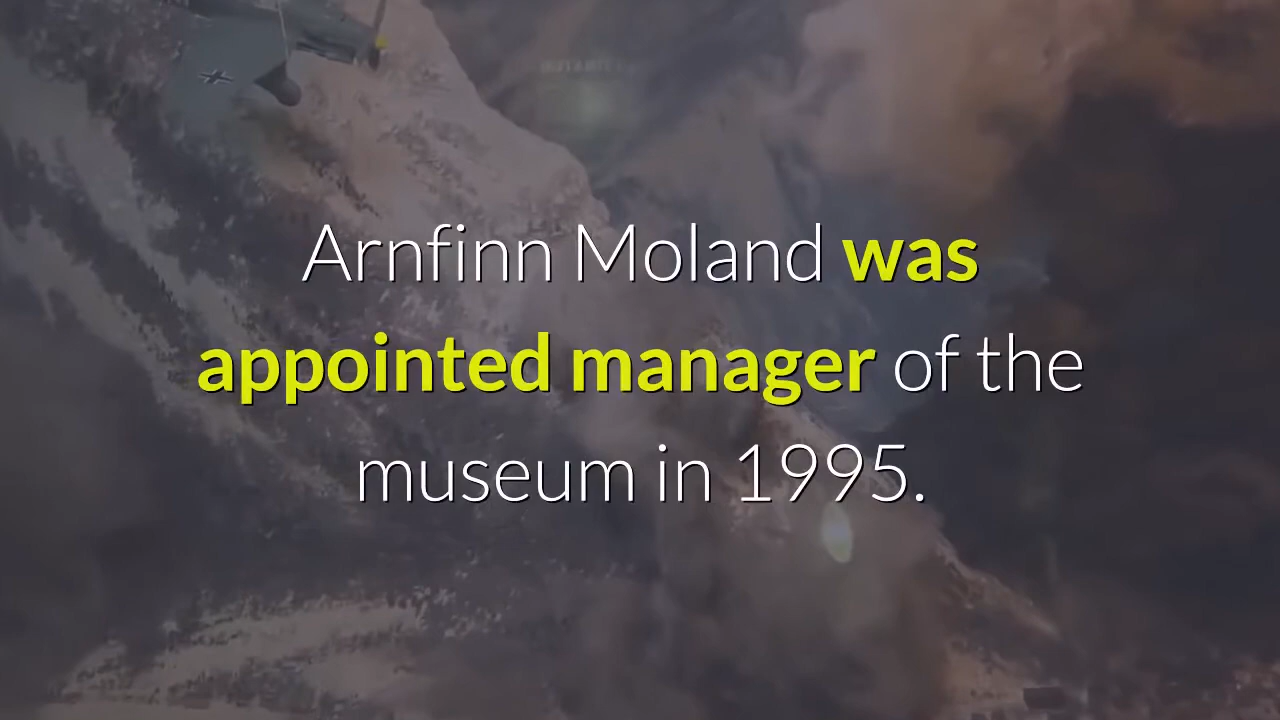 Arnfinn Moland was
appointed manager of the
museum in 1995.